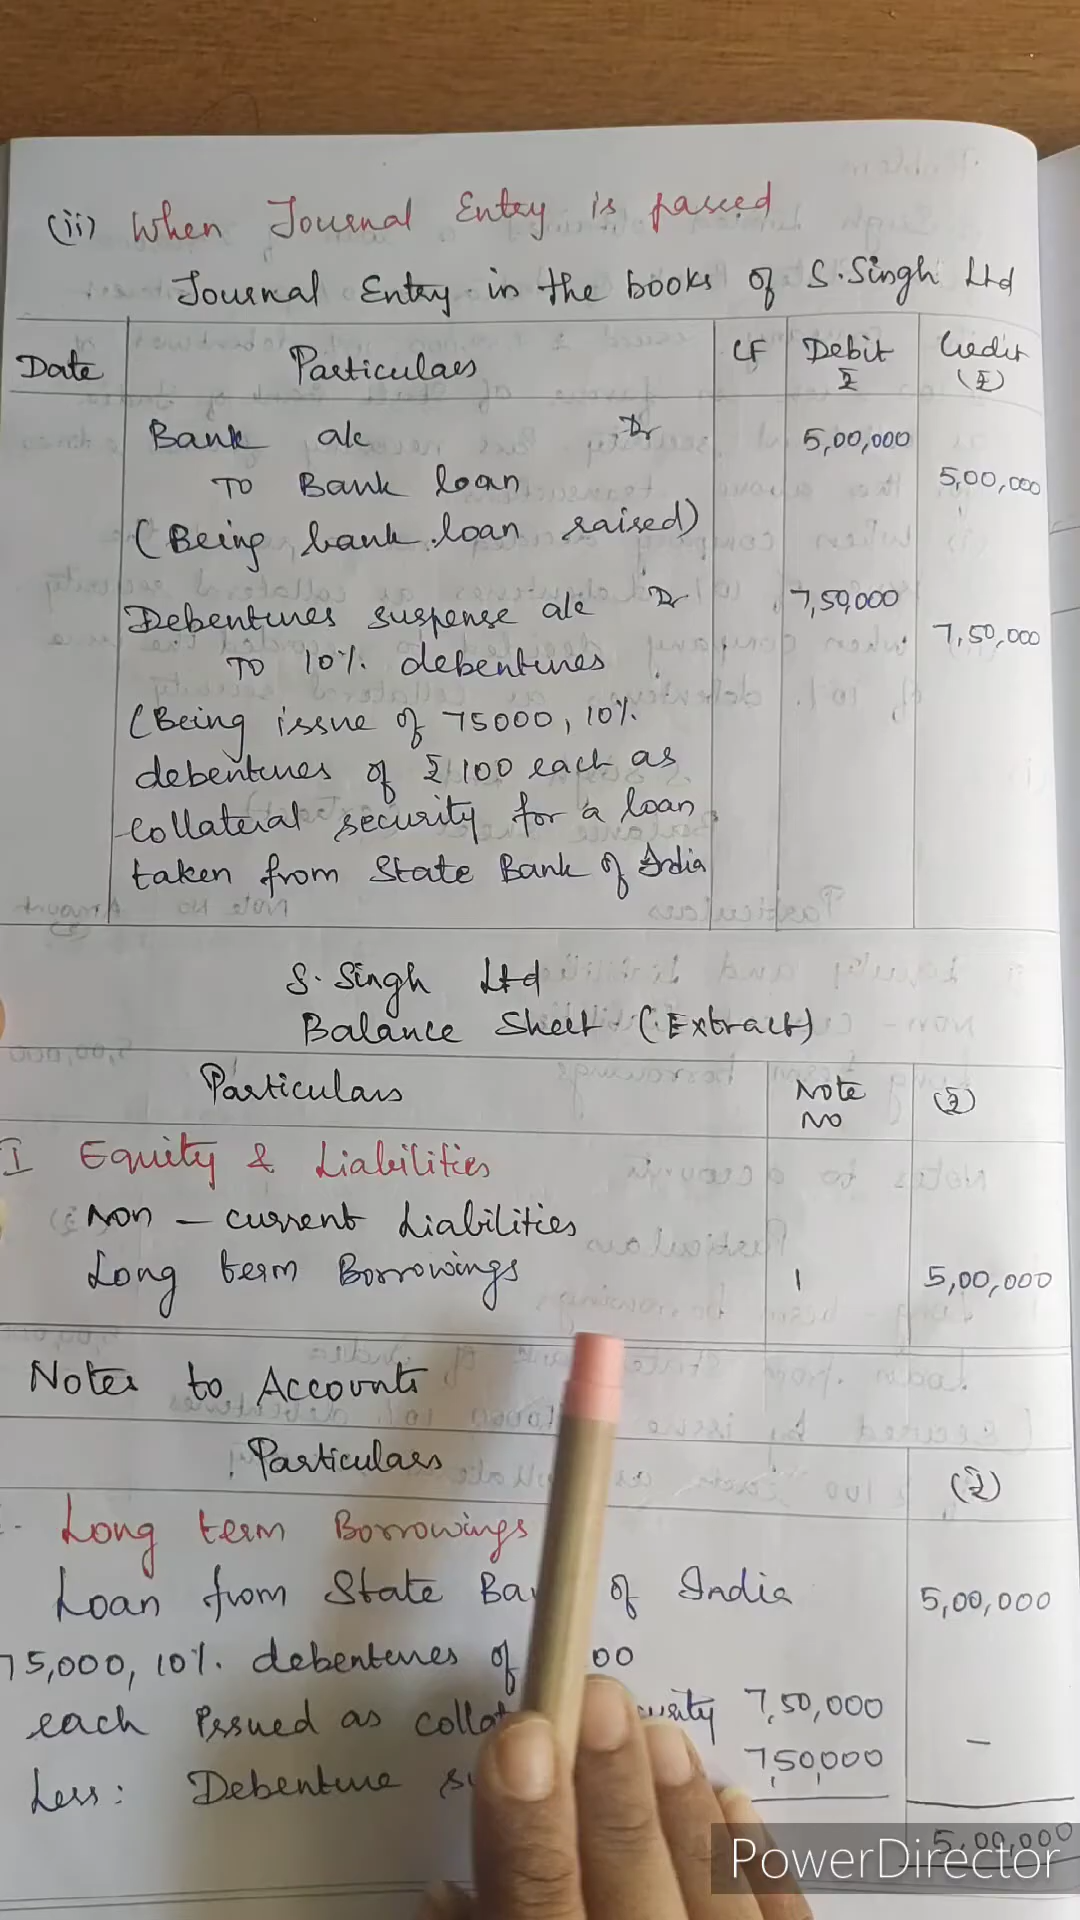 (ii) When Journal Entry is passed
Journal Entry in the books of S. Singh Ltd
Date Particulars LF Debit ₹ Credit (₹)
Bank a/c Dr 5,00,000
To Bank loan 5,00,000
(Being bank loan raised)
Debentures suspense a/c Dr 7,50,000
To 10% debentures 7,50,000
(Being issue of 75000, 10%
debentures of ₹100 each as
collateral security for a loan
taken from State Bank of India
S. Singh Ltd
Balance Sheet (Extract)
Particulars Note No (₹)
I Equity & Liabilities
Non - current Liabilities
Long term Borrowings 1 5,00,000
Notes to Accounts
Particulars (₹)
Long term Borrowings
Loan from State Ba of India 5,00,000
75,000, 10% debentures of 00
each issued as collat urity 7,50,000
Less: Debenture su 7,50,000 -
5,00,000
PowerDirector